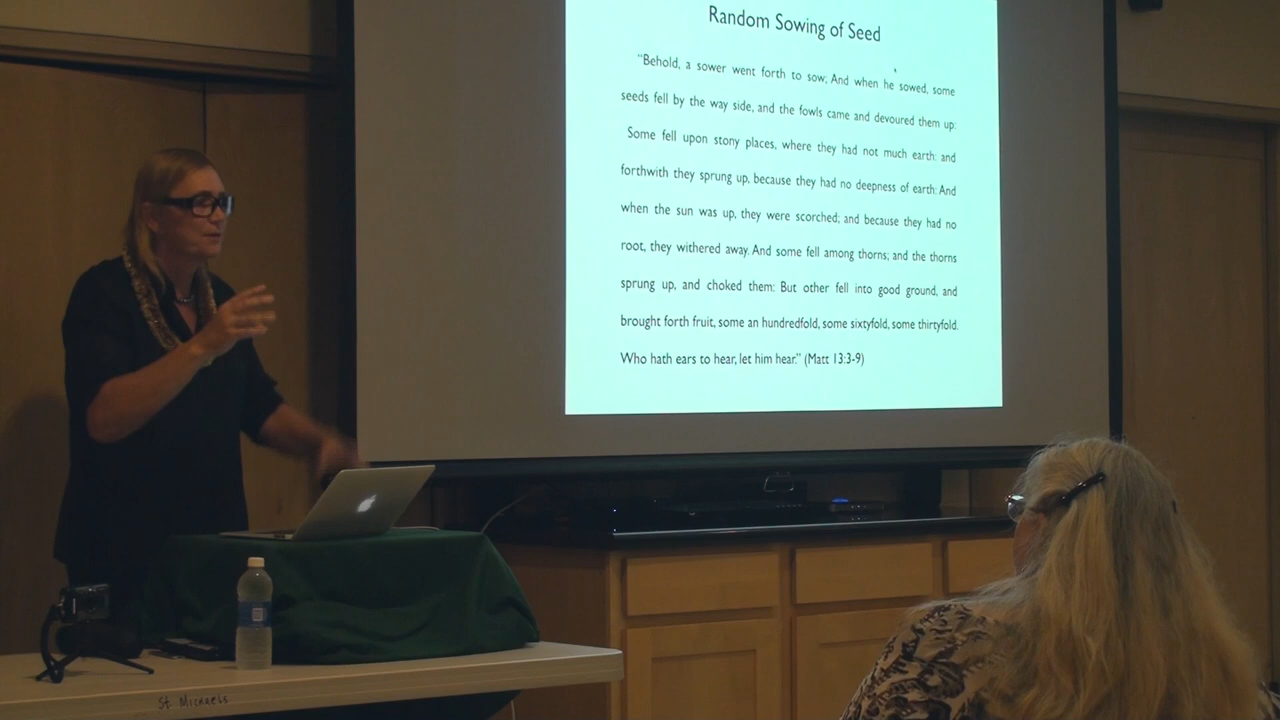 Random Sowing of Seed
"Behold, a sower went forth to sow; And when he sowed, some
seeds fell by the way side, and the fowls came and devoured them up:
Some fell upon stony places, where they had not much earth: and
forthwith they sprung up, because they had no deepness of earth: And
when the sun was up, they were scorched; and because they had no
root, they withered away. And some fell among thorns; and the thorns
sprung up, and choked them: But other fell into good ground, and
brought forth fruit, some an hundredfold, some sixtyfold, some thirtyfold.
Who hath ears to hear, let him hear." (Matt 13:3-9)
St. Michaels